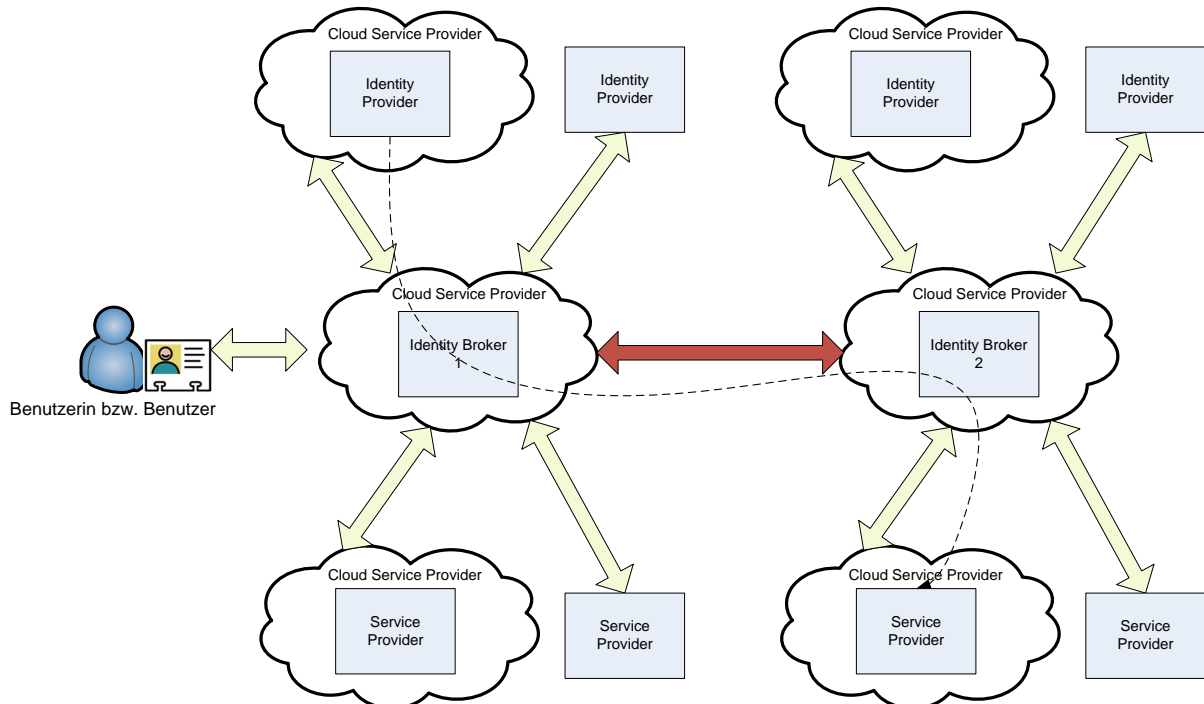 Cloud Service Provider
Identity
Provider
Identity
Provider
Cloud Service Provider
Identity
Provider
Identity
Provider
Benutzerin bzw. Benutzer
Cloud Service Provider
Identity Broker
1
Cloud Service Provider
Identity Broker
2
Cloud Service Provider
Service
Provider
Service
Provider
Cloud Service Provider
Service
Provider
Service
Provider